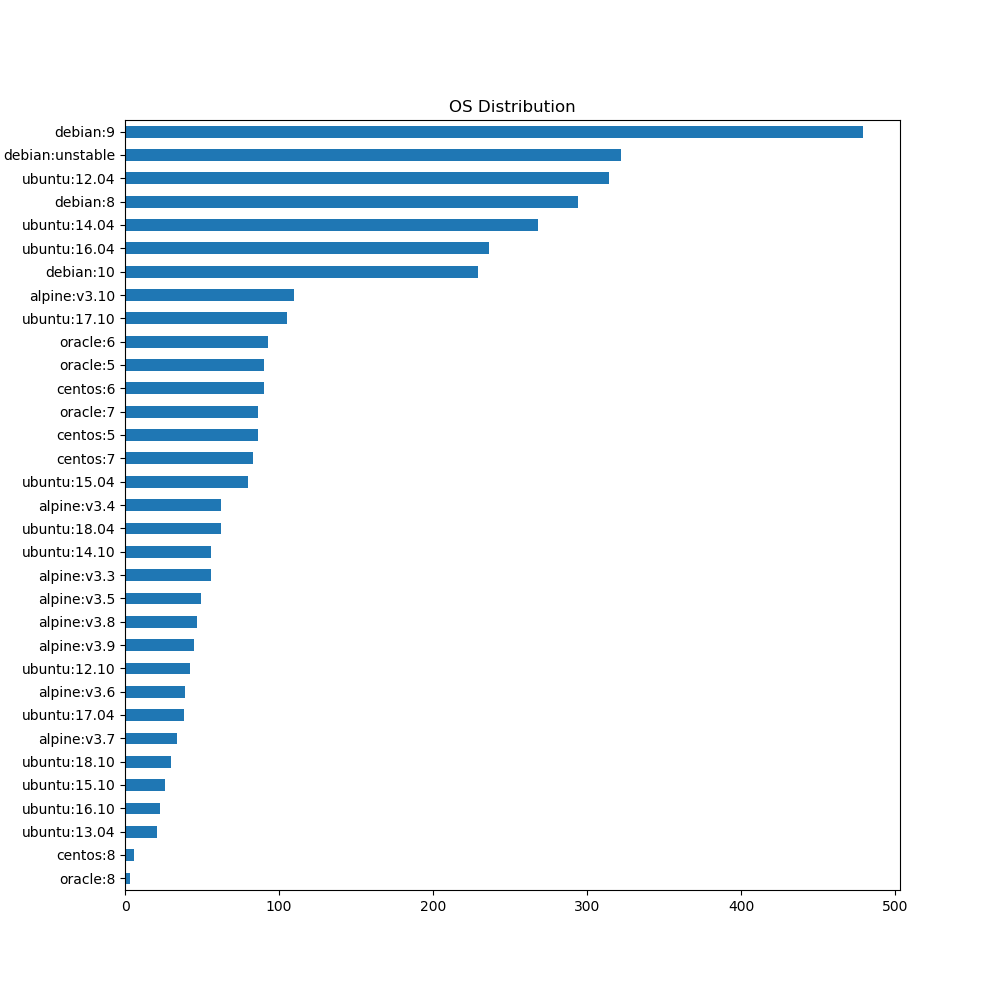 OS Distribution
debian:9
debian:unstable
ubuntu:12.04
debian:8
ubuntu:14.04
ubuntu:16.04
debian:10
alpine:v3.10
ubuntu:17.10
oracle:6
oracle:5
centos:6
oracle:7
centos:5
centos:7
ubuntu:15.04
alpine:v3.4
ubuntu:18.04
ubuntu:14.10
alpine:v3.3
alpine:v3.5
alpine:v3.8
alpine:v3.9
ubuntu:12.10
alpine:v3.6
ubuntu:17.04
alpine:v3.7
ubuntu:18.10
ubuntu:15.10
ubuntu:16.10
ubuntu:13.04
centos:8
oracle:8
0 100 200 300 400 500